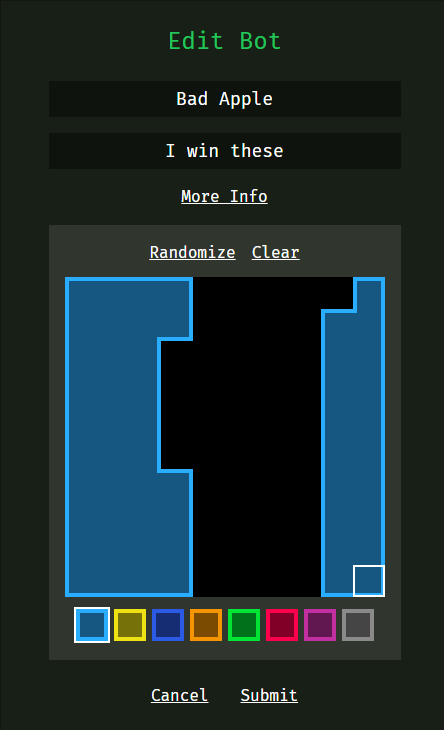 Edit Bot
Bad Apple
I win these
More Info
Randomize Clear
Cancel Submit